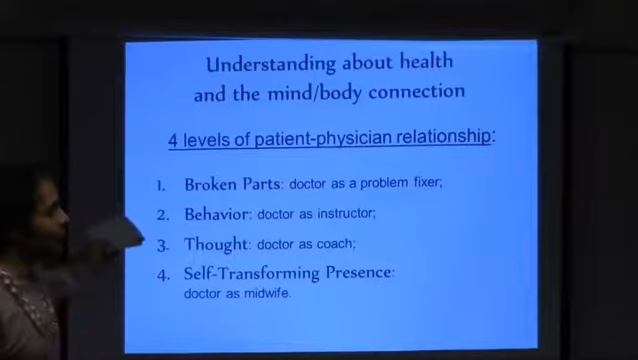 Understanding about health
and the mind/body connection
4 levels of patient-physician relationship:
1. Broken Parts: doctor as a problem fixer;
2. Behavior: doctor as instructor;
3. Thought: doctor as coach;
4. Self-Transforming Presence:
doctor as midwife.